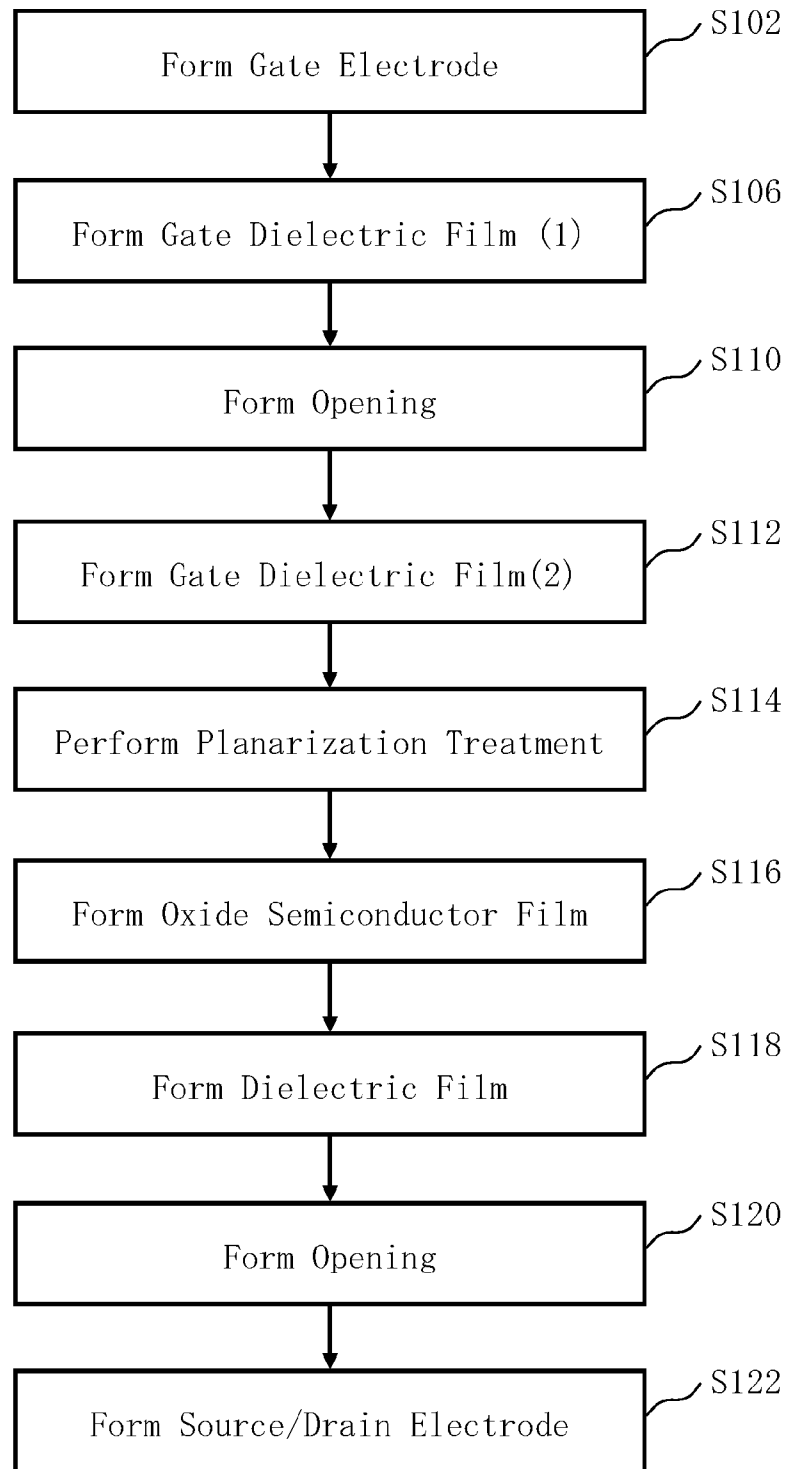 S102
Form Gate Electrode
S106
Form Gate Dielectric Film (1)
S110
Form Opening
S112
Form Gate Dielectric Film(2)
S114
Perform Planarization Treatment
S116
Form Oxide Semiconductor Film
S118
Form Dielectric Film
S120
Form Opening
S122
Form Source/Drain Electrode